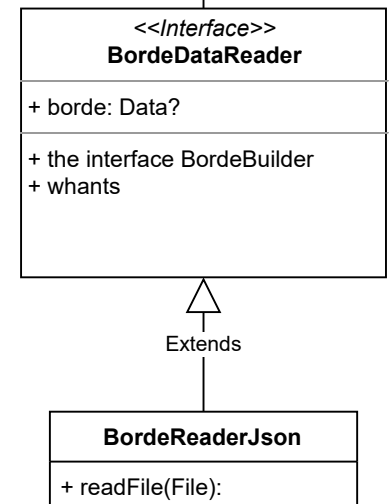 <<Interface>>
BordeDataReader
+ borde: Data?
+ the interface BordeBuilder
+ whants
Extends
BordeReaderJson
+ readFile(File):